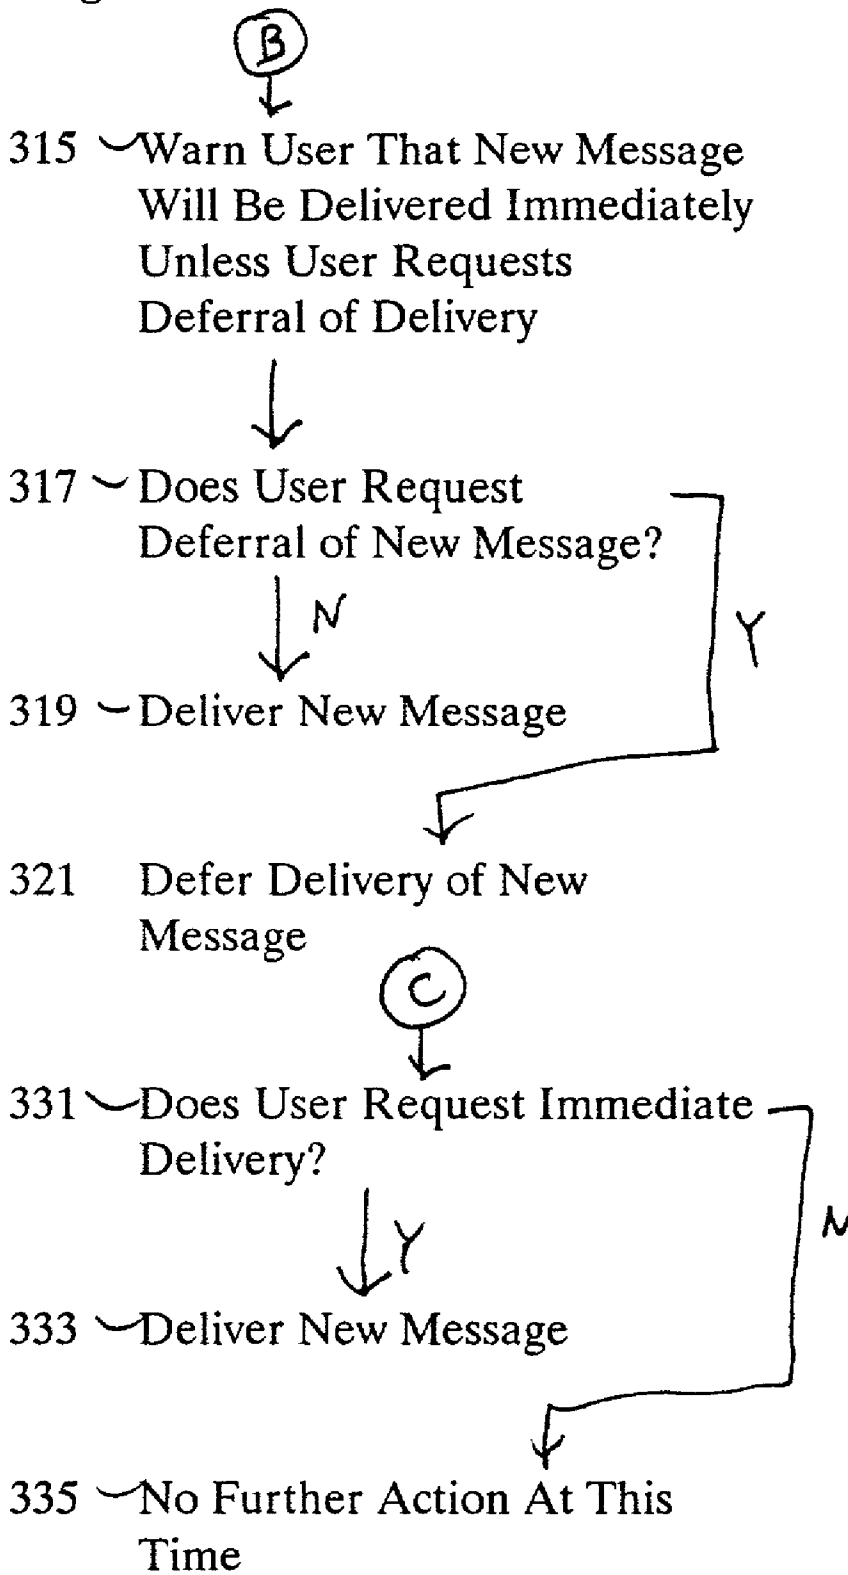 B
315 Warn User That New Message
Will Be Delivered Immediately
Unless User Requests
Deferral of Delivery
317 Does User Request
Deferral of New Message?
N
Y
319 Deliver New Message
321 Defer Delivery of New
Message
C
331 Does User Request Immediate
Delivery?
Y
N
333 Deliver New Message
335 No Further Action At This
Time